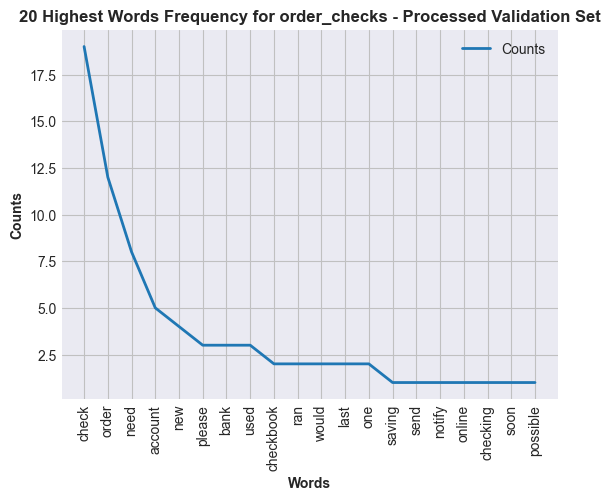 20 Highest Words Frequency for order_checks - Processed Validation Set
Counts
17.5
15.0
12.5
10.0
7.5
5.0
2.5
Counts
check
order
need
account
new
please
bank
used
checkbook
ran
would
last
one
saving
send
notify
online
checking
soon
possible
Words